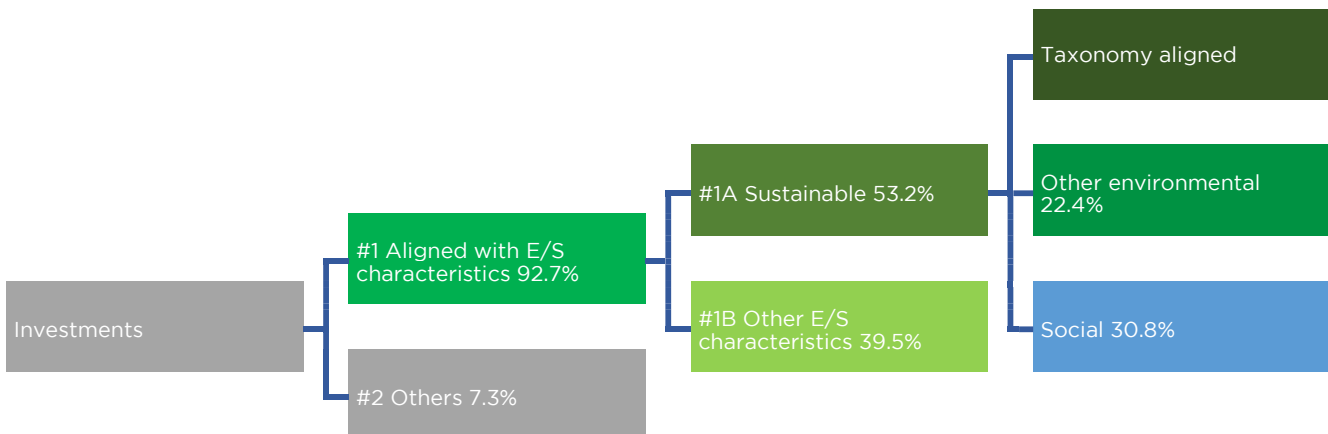 Investments
#1 Aligned with E/S
characteristics 92.7%
#2 Others 7.3%
#1A Sustainable 53.2%
#1B Other E/S
characteristics 39.5%
Taxonomy aligned
Other environmental
22.4%
Social 30.8%